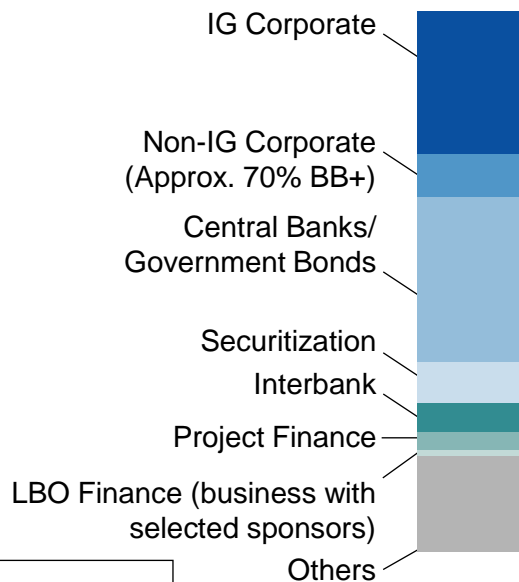 IG Corporate
Non-IG Corporate
(Approx. 70% BB+)
Central Banks/
Government Bonds
Securitization
Interbank
Project Finance
LBO Finance (business with
selected sponsors)
Others